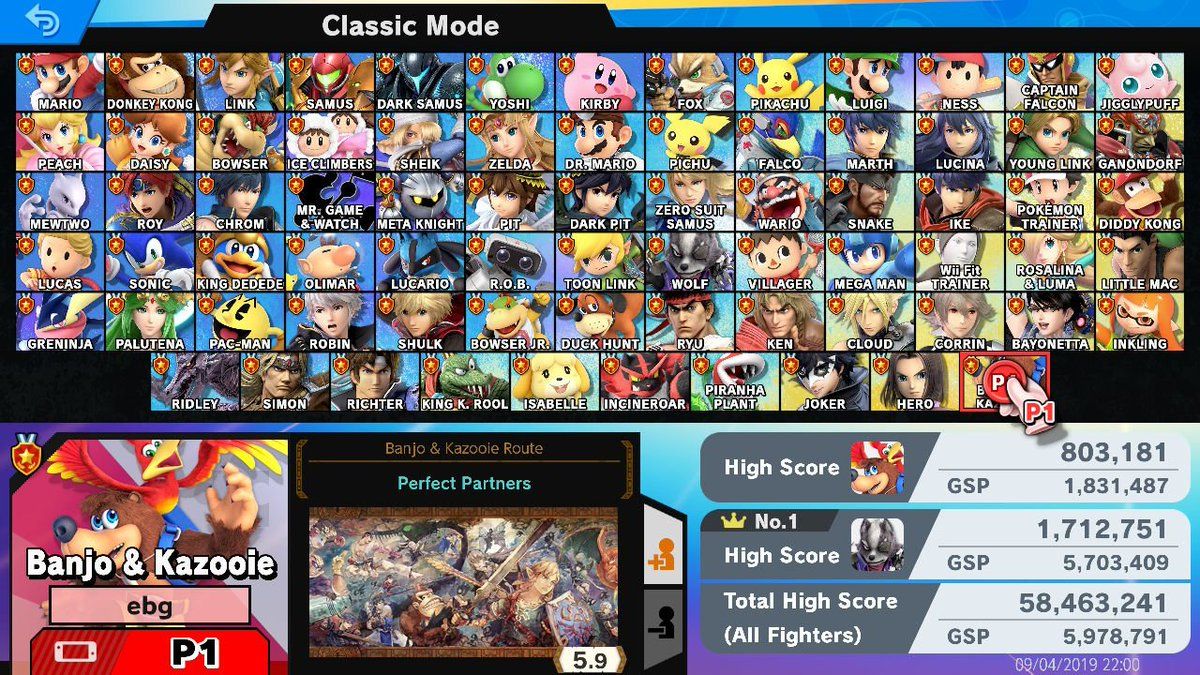 Classic Mode
MARIO
DONKEY KONG
LINK
SAMUS
DARK SAMUS
YOSHI
KIRBY
FOX
PIKACHU
LUIGI
NESS
CAPTAIN
FALCON
JIGGLYPUFF
PEACH
DAISY
BOWSER
ICE CLIMBERS
SHEIK
ZELDA
DR. MARIO
PICHU
FALCO
MARTH
LUCINA
YOUNG LINK
GANONDORF
MEWTWO
ROY
CHROM
MR. GAME
& WATCH
META KNIGHT
PIT
DARK PIT
ZERO SUIT
SAMUS
WARIO
SNAKE
IKE
POKÉMON
TRAINER
DIDDY KONG
LUCAS
SONIC
KING DEDEDE
OLIMAR
LUCARIO
R.O.B.
TOON LINK
WOLF
VILLAGER
MEGA MAN
Wii Fit
TRAINER
ROSALINA
& LUMA
LITTLE MAC
GRENINJA
PALUTENA
PAC-MAN
ROBIN
SHULK
BOWSER JR.
DUCK HUNT
RYU
KEN
CLOUD
CORRIN
BAYONETTA
INKLING
RIDLEY
SIMON
RICHTER
KING K. ROOL
ISABELLE
INCINEROAR
PIRANHA
PLANT
JOKER
HERO
P1
Banjo & Kazooie
ebg
P1
Banjo & Kazooie Route
Perfect Partners
5.9
High Score
803,181
GSP
1,831,487
No.1
High Score
1,712,751
GSP
5,703,409
Total High Score
(All Fighters)
58,463,241
GSP
5,978,791
09/04/2019 22:00